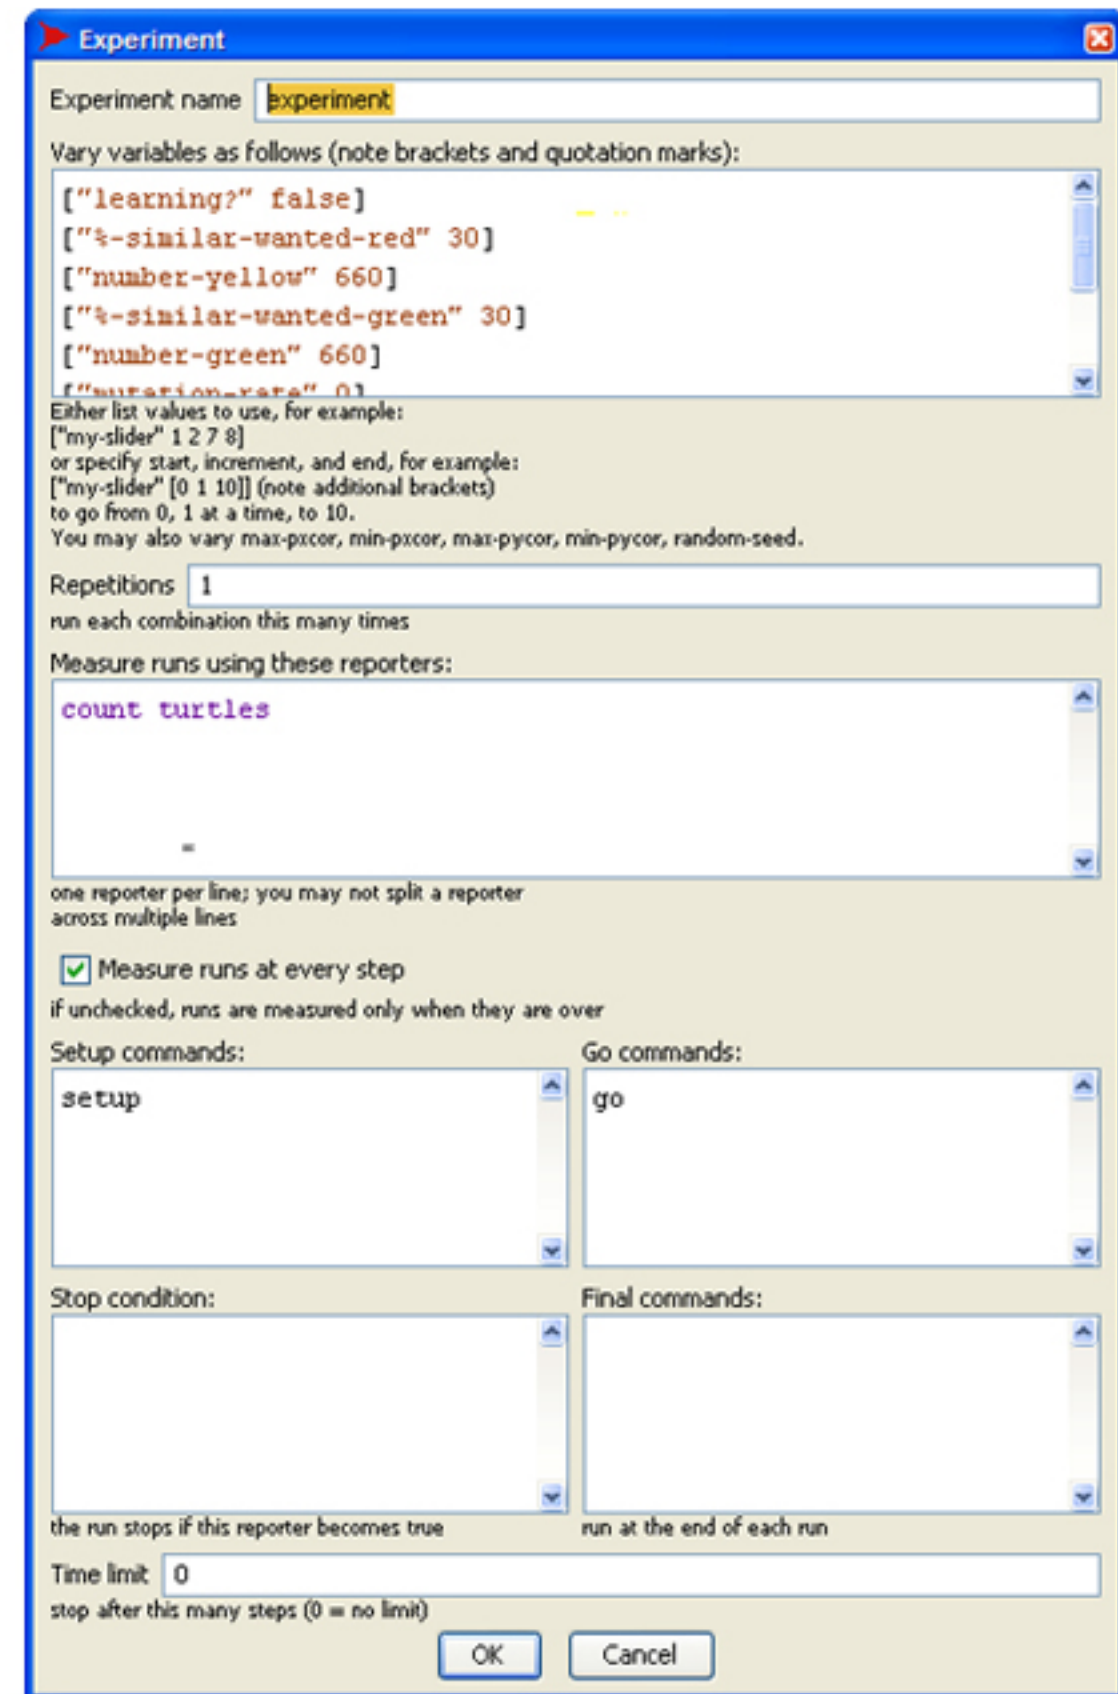 Experiment
Experiment name experiment
Vary variables as follows (note brackets and quotation marks):
["learning?" false]
["%-similar-wanted-red" 30]
["number-yellow" 660]
["%-similar-wanted-green" 30]
["number-green" 660]
["mutation-rate" 0]
Either list values to use, for example:
["my-slider" 1 2 7 8]
or specify start, increment, and end, for example:
["my-slider" [0 1 10]] (note additional brackets)
to go from 0, 1 at a time, to 10.
You may also vary max-pxcor, min-pxcor, max-pycor, min-pycor, random-seed.
Repetitions 1
run each combination this many times
Measure runs using these reporters:
count turtles
one reporter per line; you may not split a reporter
across multiple lines
Measure runs at every step
if unchecked, runs are measured only when they are over
Setup commands: Go commands:
setup go
Stop condition: Final commands:
the run stops if this reporter becomes true run at the end of each run
Time limit 0
stop after this many steps (0 = no limit)
OK Cancel